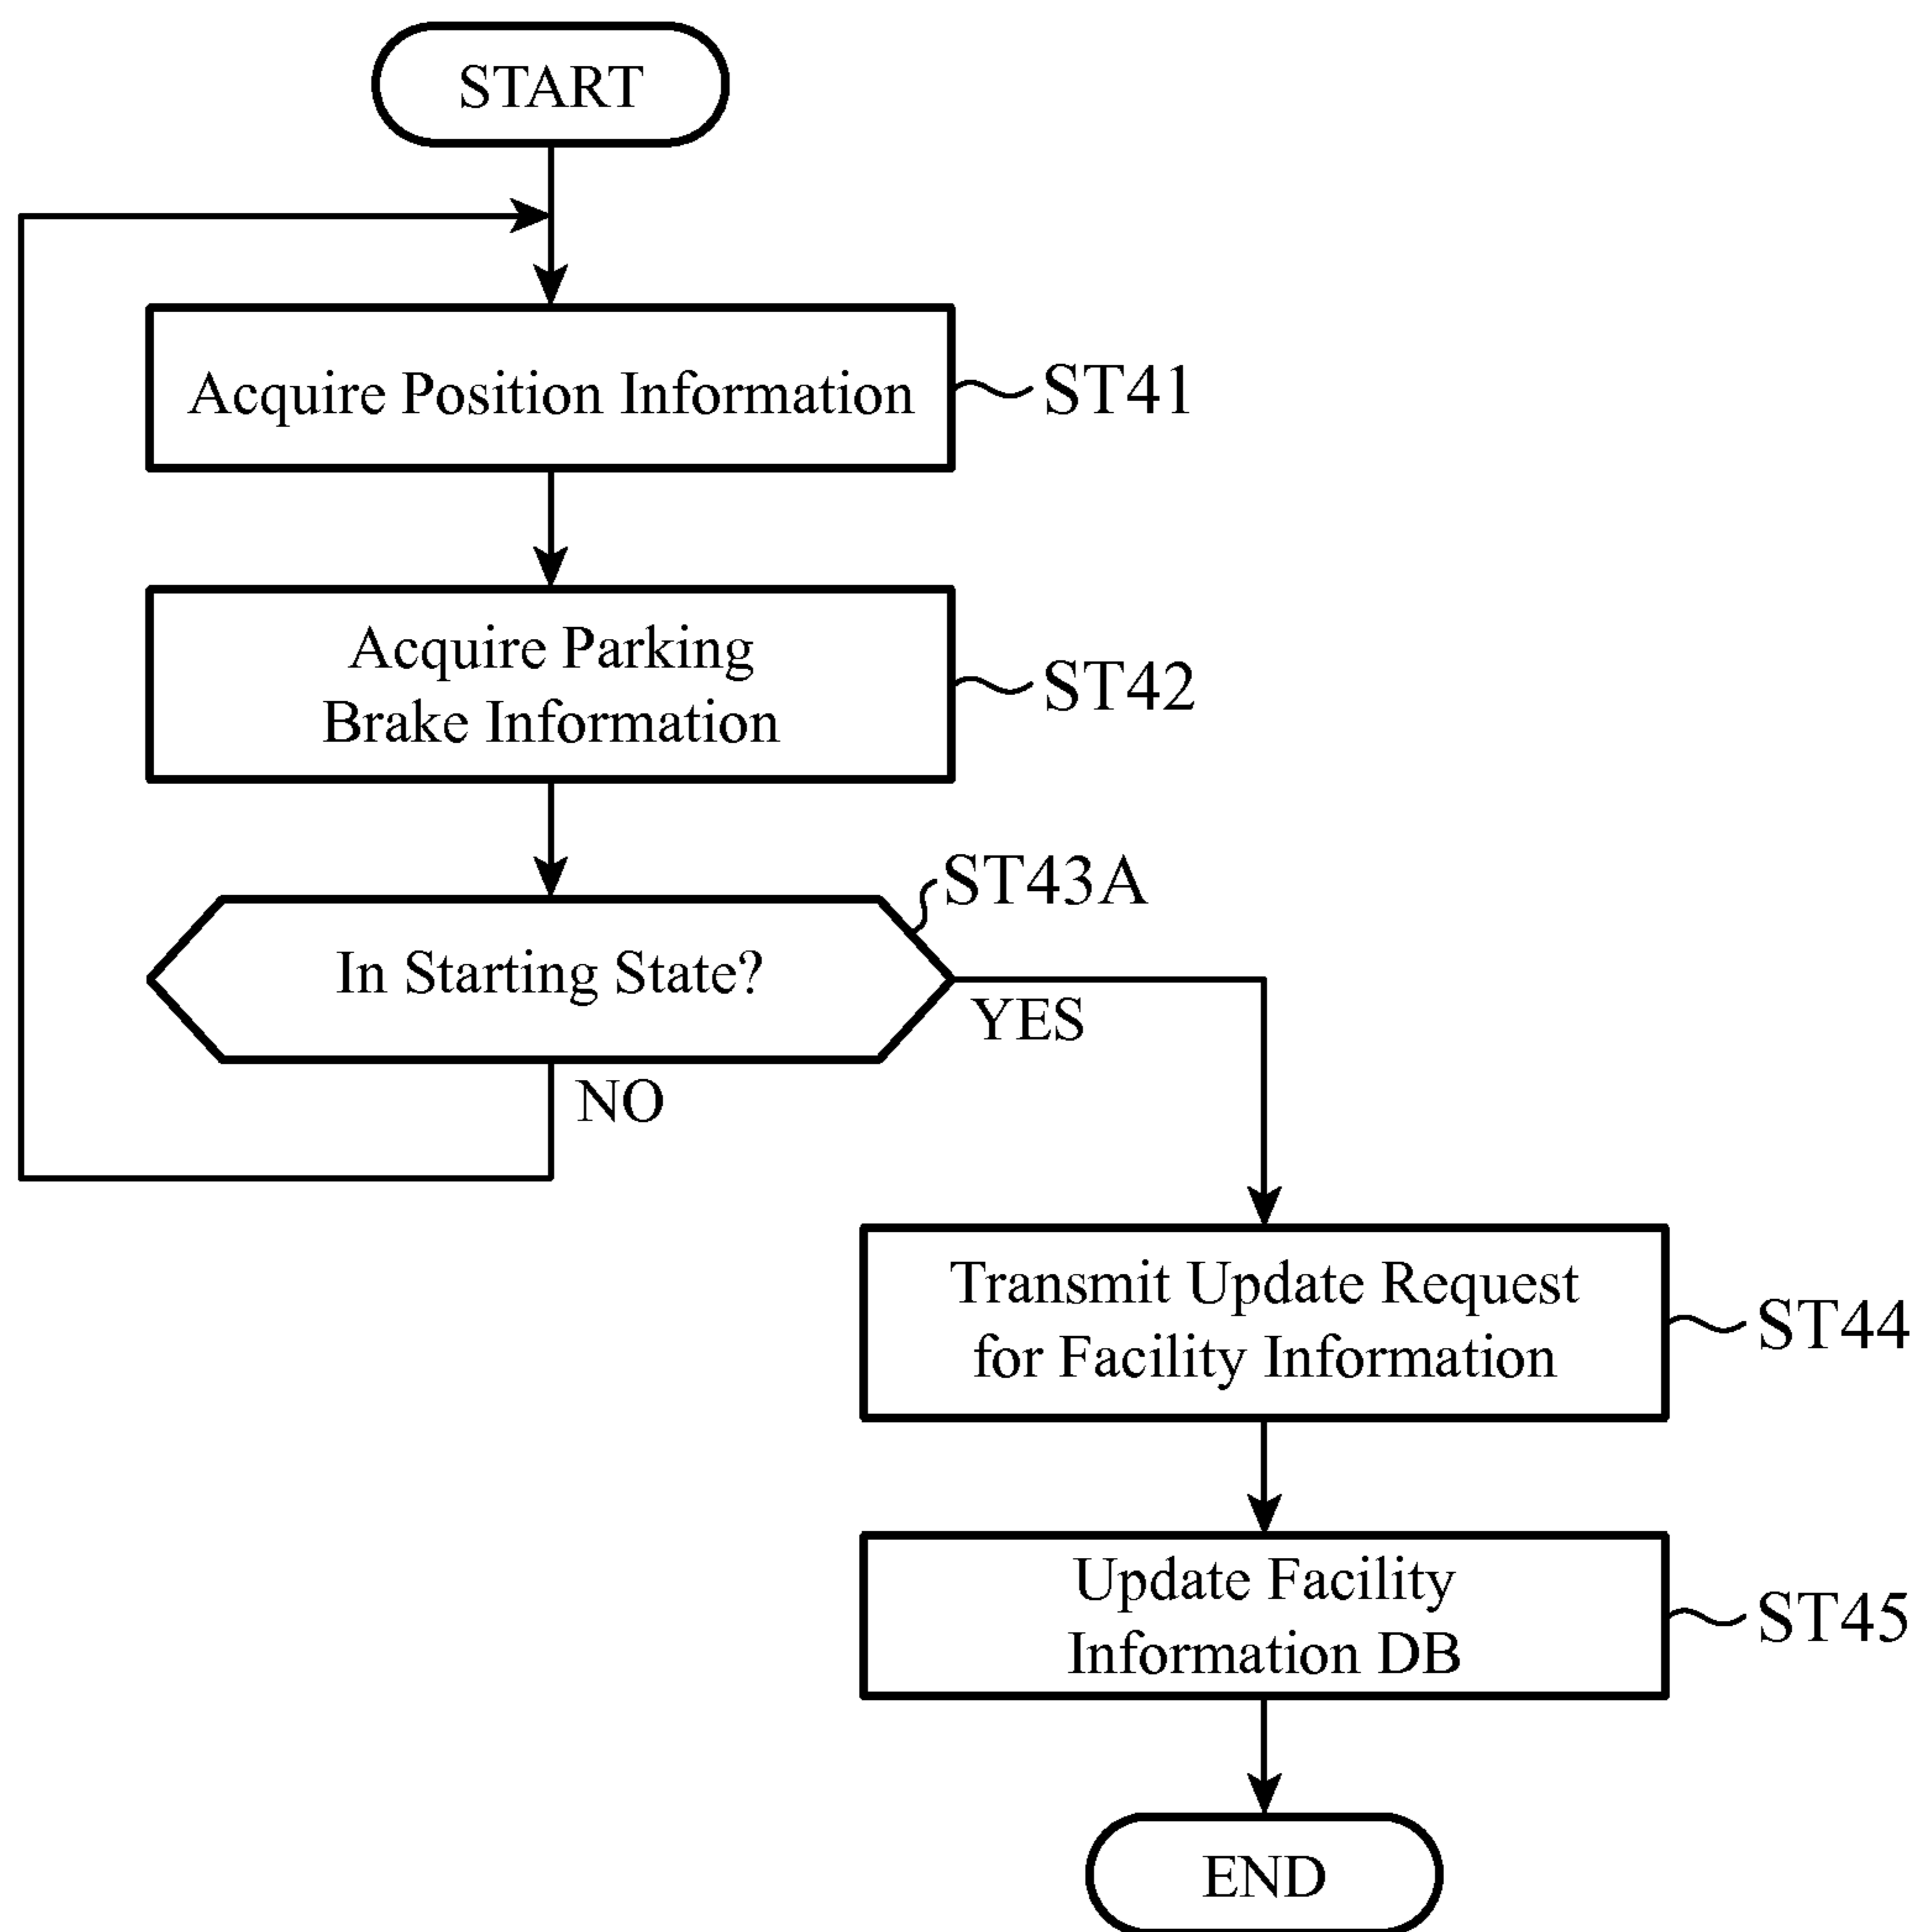 START
Acquire Position Information
ST41
Acquire Parking
Brake Information
ST42
ST43A
In Starting State?
YES
NO
Transmit Update Request
for Facility Information
ST44
Update Facility
Information DB
ST45
END